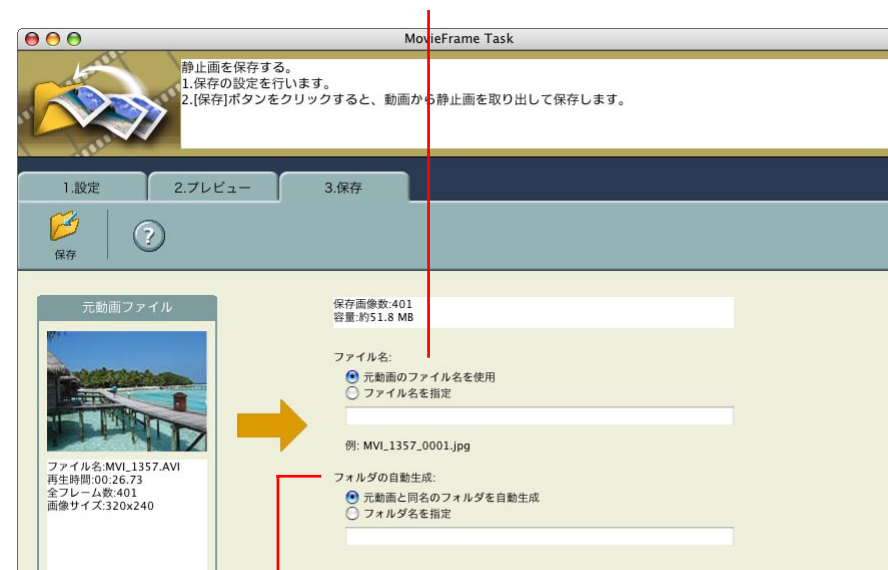 MovieFrame Task
静止画を保存する。
1.保存の設定を行います。
2.[保存]ボタンをクリックすると、動画から静止画を取り出して保存します。
1.設定
2.プレビュー
3.保存
保存
?
元動画ファイル
ファイル名:MVI_1357.AVI
再生時間:00:26.73
全フレーム数:401
画像サイズ:320x240
保存画像数:401
容量:約51.8 MB
ファイル名:
元動画のファイル名を使用
ファイル名を指定
例: MVI_1357_0001.jpg
フォルダの自動生成:
元動画と同名のフォルダを自動生成
フォルダ名を指定